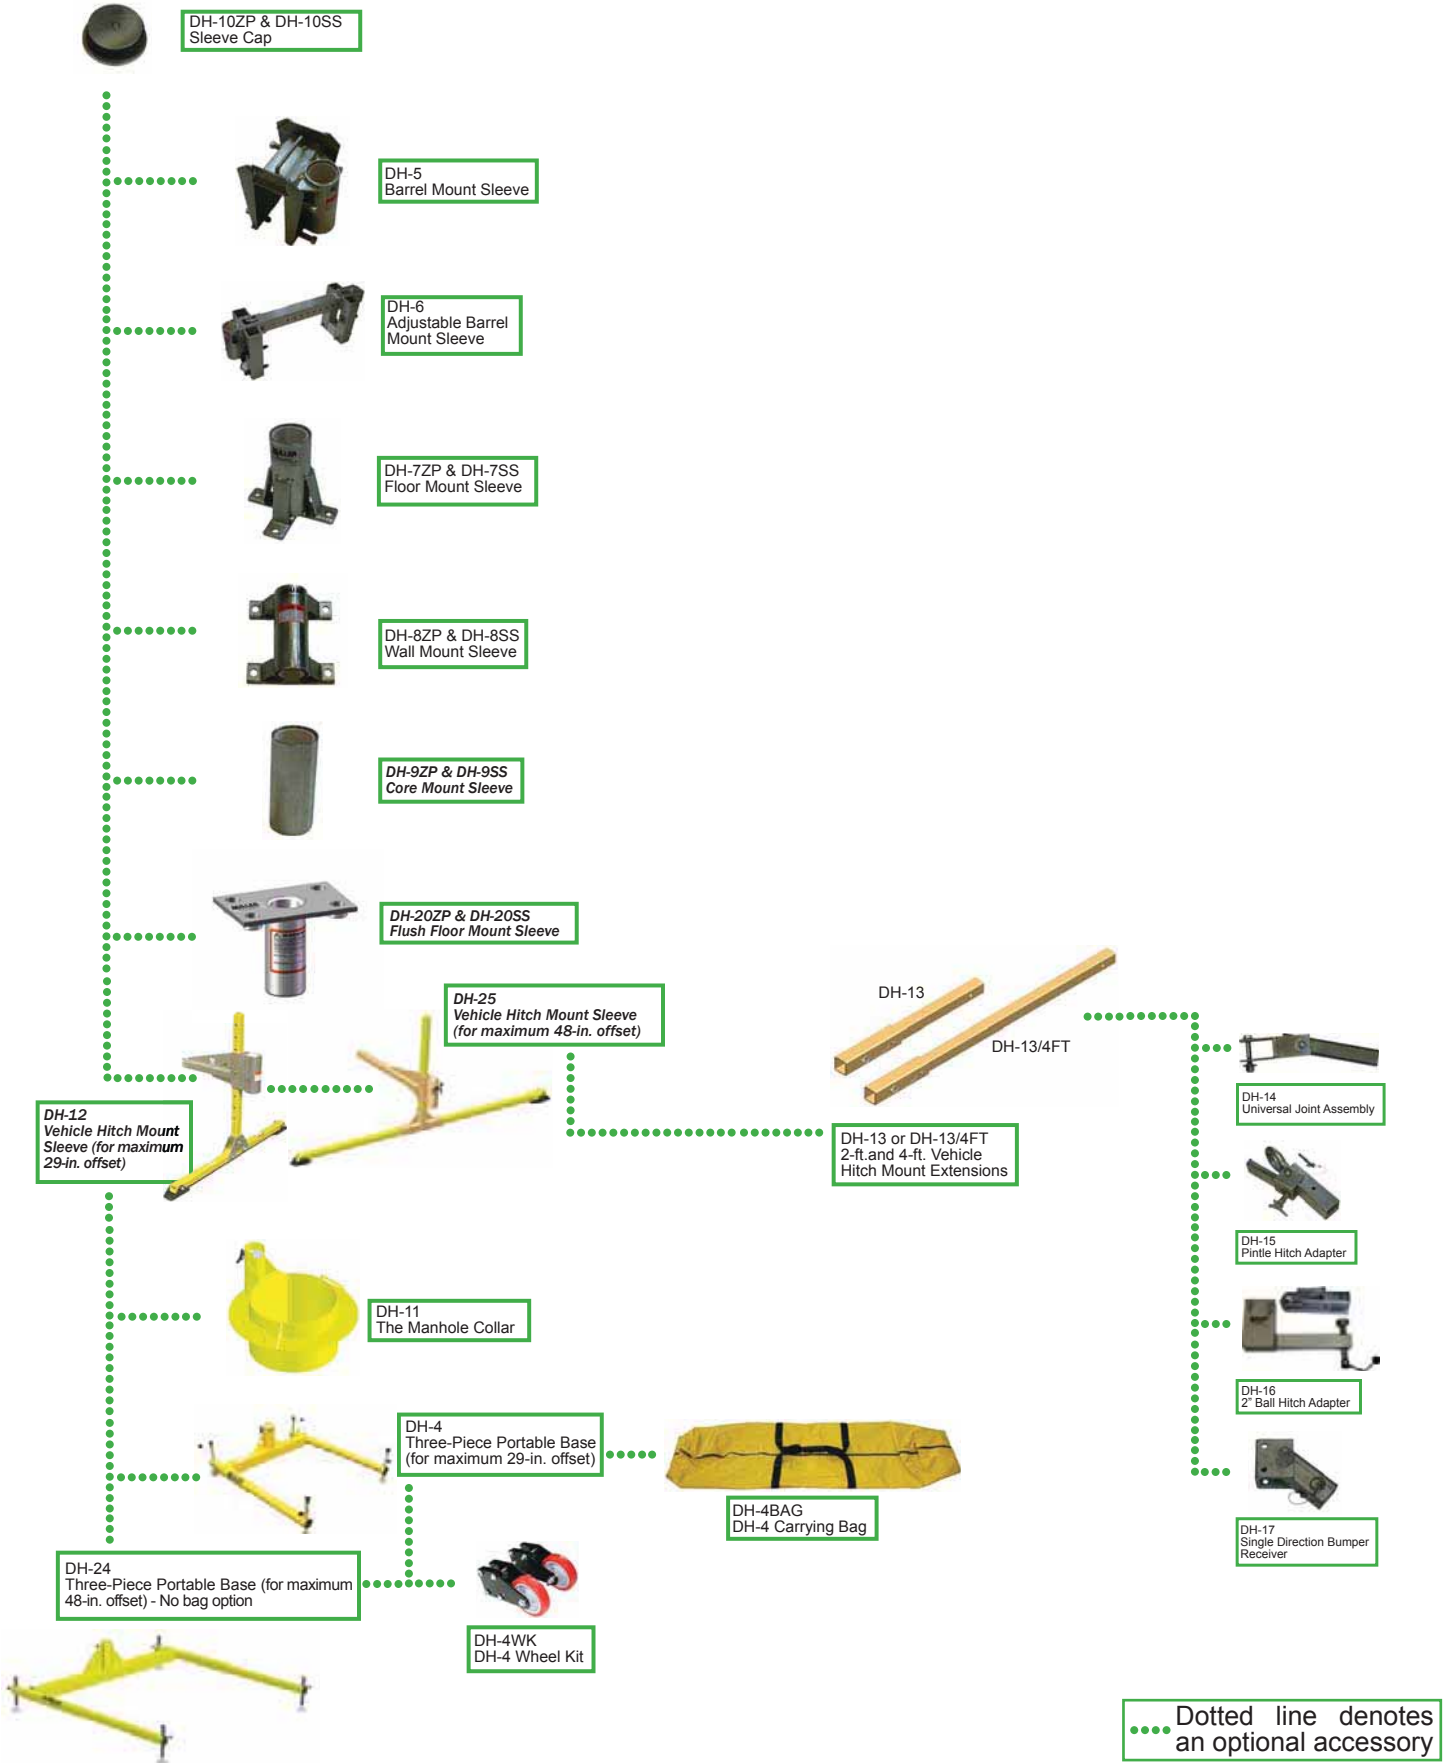 DH-10ZP & DH-10SS
Sleeve Cap
DH-5
Barrel Mount Sleeve
DH-6
Adjustable Barrel
Mount Sleeve
DH-7ZP & DH-7SS
Floor Mount Sleeve
DH-8ZP & DH-8SS
Wall Mount Sleeve
DH-9ZP & DH-9SS
Core Mount Sleeve
DH-20ZP & DH-20SS
Flush Floor Mount Sleeve
DH-25
Vehicle Hitch Mount Sleeve
(for maximum 48-in. offset)
DH-13
DH-13/4FT
DH-12
Vehicle Hitch Mount
Sleeve (for maximum
29-in. offset)
DH-13 or DH-13/4FT
2-ft.and 4-ft. Vehicle
Hitch Mount Extensions
DH-14
Universal Joint Assembly
DH-15
Pintle Hitch Adapter
DH-16
2” Ball Hitch Adapter
DH-17
Single Direction Bumper
Receiver
DH-11
The Manhole Collar
DH-4
Three-Piece Portable Base
(for maximum 29-in. offset)
DH-4BAG
DH-4 Carrying Bag
DH-24
Three-Piece Portable Base (for maximum
48-in. offset) - No bag option
DH-4WK
DH-4 Wheel Kit
Dotted line denotes
an optional accessory